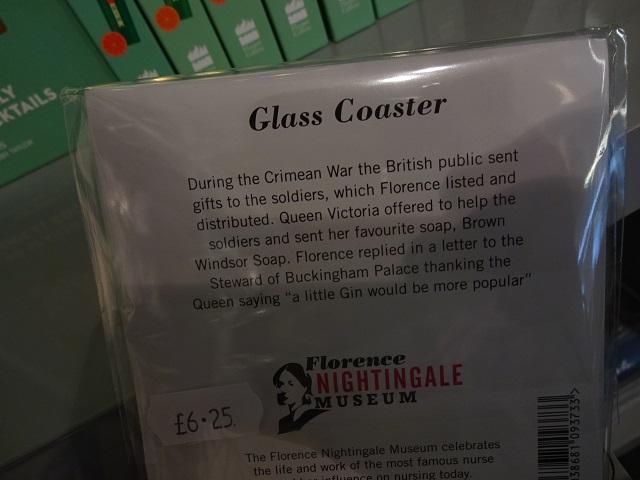 LY
KTAILS
Glass Coaster
During the Crimean War the British public sent
gifts to the soldiers, which Florence listed and
distributed. Queen Victoria offered to help the
soldiers and sent her favourite soap, Brown
Windsor Soap. Florence replied in a letter to the
Steward of Buckingham Palace thanking the
Queen saying “a little Gin would be more popular”
Florence
NIGHTINGALE
MUSEUM
£6.25
The Florence Nightingale Museum celebrates
the life and work of the most famous nurse
influence on nursing today.
38681093733>